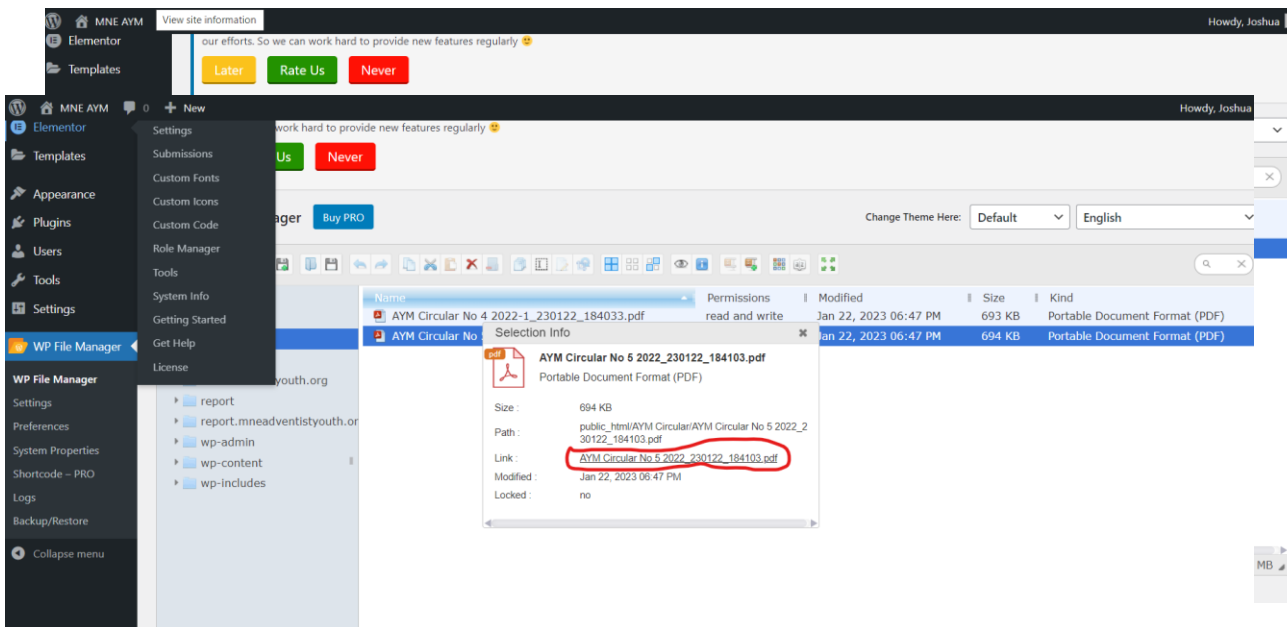 MNE AYM View site information Howdy, Joshua
Elementor our efforts. So we can work hard to provide new features regularly
Templates Later Rate Us Never
MNE AYM 0 New Howdy, Joshua
Elementor Settings work hard to provide new features regularly
Templates Submissions Us Never
Custom Fonts
Appearance Custom Icons
Plugins Custom Code ager Buy PRO Change Theme Here: Default English
Users Role Manager
Tools Tools
Settings System Info Name Permissions Modified Size Kind
Getting Started AYM Circular No 4 2022-1_230122_184033.pdf read and write Jan 22, 2023 06:47 PM 693 KB Portable Document Format (PDF)
WP File Manager Get Help AYM Circular No Selection Info Jan 22, 2023 06:47 PM 694 KB Portable Document Format (PDF)
License pdf AYM Circular No 5 2022_230122_184103.pdf
WP File Manager youth.org Portable Document Format (PDF)
Settings report Size : 694 KB
Preferences report.mneadventistyouth.or Path : public_html/AYM Circular/AYM Circular No 5 2022_2
30122_184103.pdf
System Properties wp-admin
Shortcode – PRO wp-content Link : AYM Circular No 5 2022_230122_184103.pdf
Logs wp-includes Modified : Jan 22, 2023 06:47 PM
Backup/Restore Locked : no
Collapse menu MB